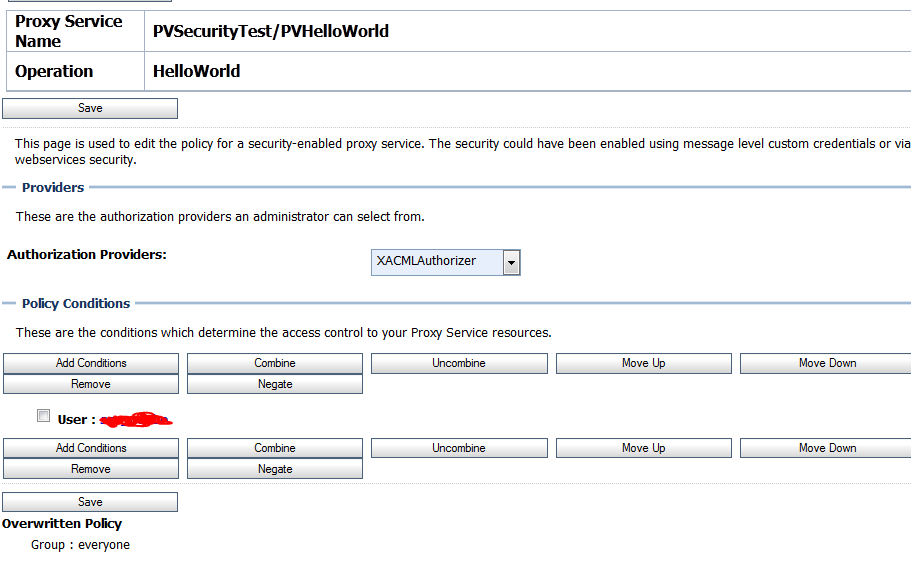 Proxy Service Name PVSecurityTest/PVHelloWorld
Operation HelloWorld
Save
This page is used to edit the policy for a security-enabled proxy service. The security could have been enabled using message level custom credentials or via
webservices security.
Providers
These are the authorization providers an administrator can select from.
Authorization Providers: XACMLAuthorizer
Policy Conditions
These are the conditions which determine the access control to your Proxy Service resources.
Add Conditions Combine Uncombine Move Up Move Down
Remove Negate
User :
Add Conditions Combine Uncombine Move Up Move Down
Remove Negate
Save
Overwritten Policy
Group : everyone